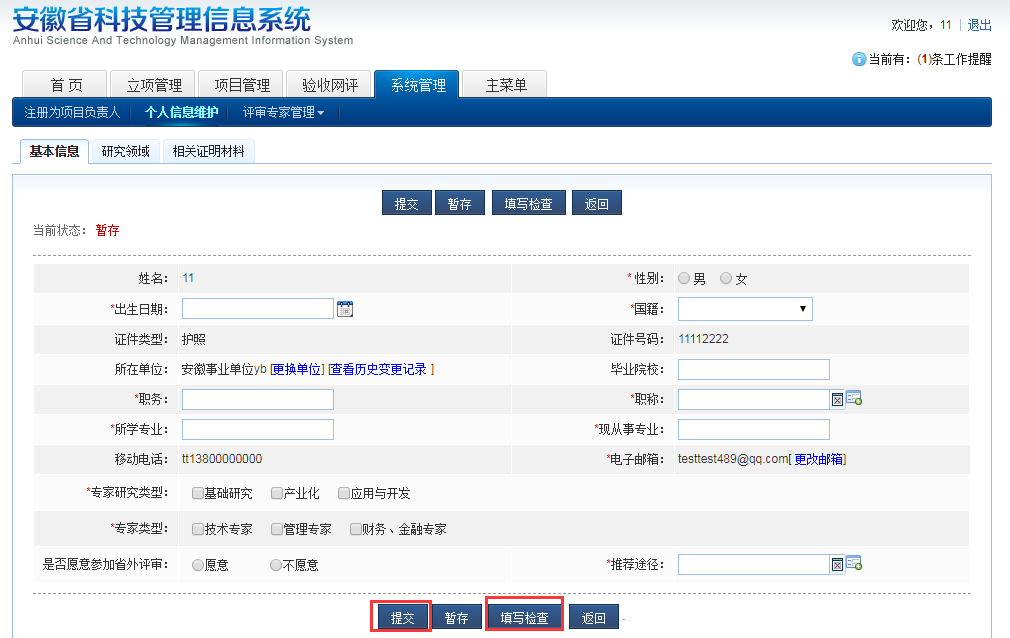 安徽省科技管理信息系统
Anhui Science And Technology Management Information System
欢迎您，11 | 退出
当前有：(1)条工作提醒
首 页 立项管理 项目管理 验收网评 系统管理 主菜单
注册为项目负责人 个人信息维护 评审专家管理
基本信息 研究领域 相关证明材料
提交 暂存 填写检查 返回
当前状态： 暂存
姓名： 11 *性别： 男 女
*出生日期： *国籍：
证件类型： 护照 证件号码： 11112222
所在单位： 安徽事业单位yb [更换单位] [查看历史变更记录 ] 毕业院校：
*职务： *职称：
*所学专业： *现从事专业：
移动电话： tt13800000000 *电子邮箱： testtest489@qq.com[ 更改邮箱]
*专家研究类型： 基础研究 产业化 应用与开发
*专家类型： 技术专家 管理专家 财务、金融专家
是否愿意参加省外评审： 愿意 不愿意 *推荐途径：
提交 暂存 填写检查 返回